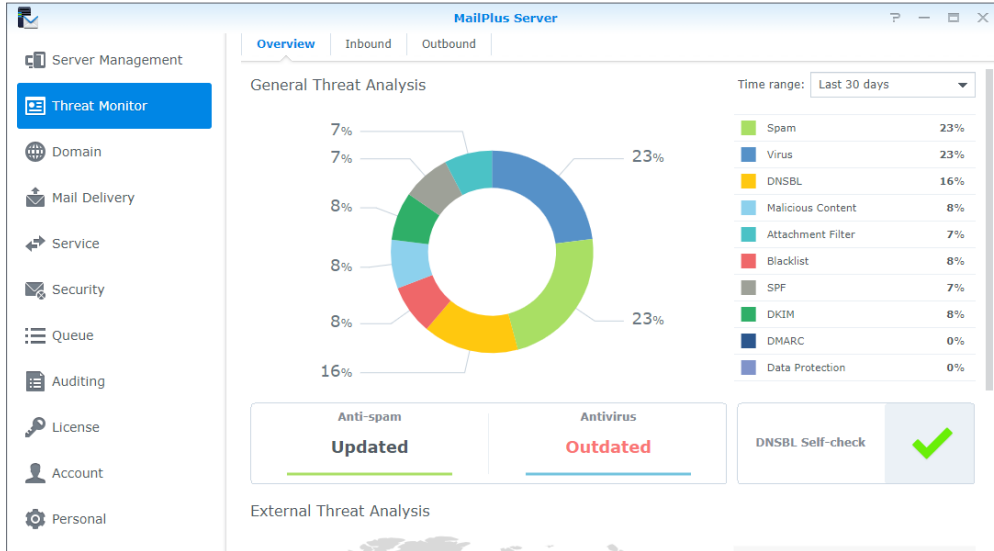 MailPlus Server
Server Management
Threat Monitor
Domain
Mail Delivery
Service
Security
Queue
Auditing
License
Account
Personal
Overview Inbound Outbound
General Threat Analysis
Time range: Last 30 days
7%
7%
8%
8%
8%
16%
23%
23%
Spam 23%
Virus 23%
DNSBL 16%
Malicious Content 8%
Attachment Filter 7%
Blacklist 8%
SPF 7%
DKIM 8%
DMARC 0%
Data Protection 0%
Anti-spam
Updated
Antivirus
Outdated
DNSBL Self-check
External Threat Analysis